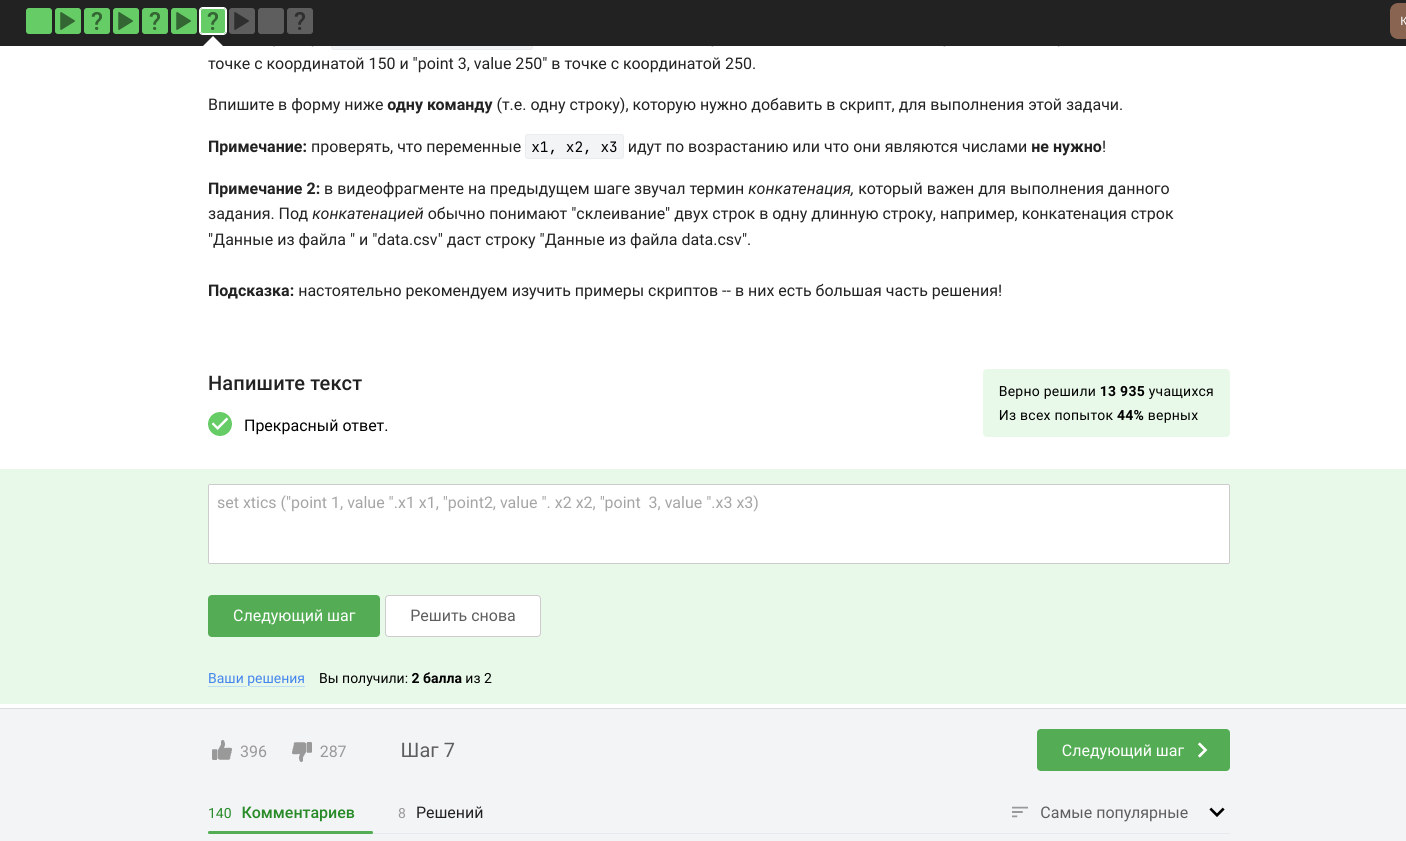 точке с координатой 150 и "point 3, value 250" в точке с координатой 250.
Впишите в форму ниже одну команду (т.е. одну строку), которую нужно добавить в скрипт, для выполнения этой задачи.
Примечание: проверять, что переменные x1, x2, x3 идут по возрастанию или что они являются числами не нужно!
Примечание 2: в видеофрагменте на предыдущем шаге звучал термин конкатенация, который важен для выполнения данного
задания. Под конкатенацией обычно понимают "склеивание" двух строк в одну длинную строку, например, конкатенация строк
"Данные из файла " и "data.csv" даст строку "Данные из файла data.csv".
Подсказка: настоятельно рекомендуем изучить примеры скриптов -- в них есть большая часть решения!
Напишите текст
Верно решили 13 935 учащихся
Из всех попыток 44% верных
Прекрасный ответ.
set xtics ("point 1, value ".x1 x1, "point2, value ". x2 x2, "point  3, value ".x3 x3)
Следующий шаг Решить снова
Ваши решения Вы получили: 2 балла из 2
396 287 Шаг 7 Следующий шаг
140 Комментариев 8 Решений Самые популярные